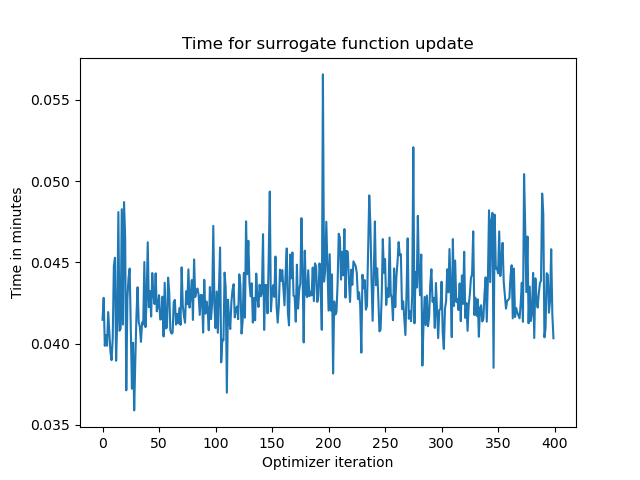 Time for surrogate function update
0.055
0.050
0.045
0.040
0.035
Time in minutes
0 50 100 150 200 250 300 350 400
Optimizer iteration